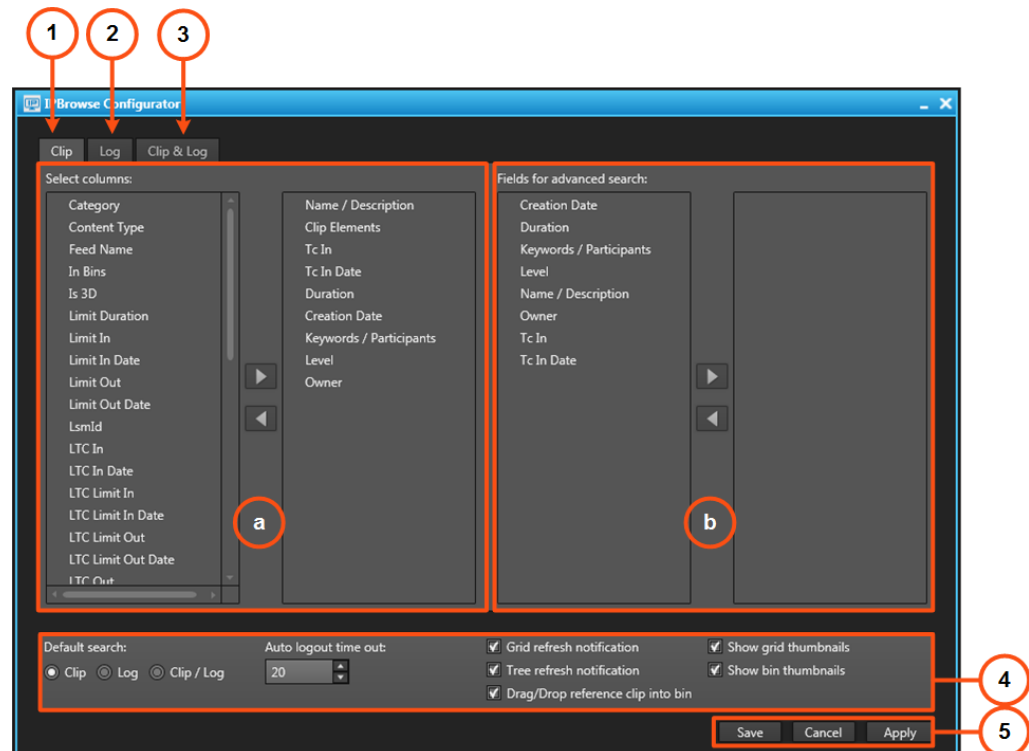 1 2 3
IPBrowse Configurator
Clip Log Clip & Log
Select columns:
Category
Content Type
Feed Name
In Bins
Is 3D
Limit Duration
Limit In
Limit In Date
Limit Out
Limit Out Date
LsmId
LTC In
LTC In Date
LTC Limit In
LTC Limit In Date
LTC Limit Out
LTC Limit Out Date
LTC Out
a
Name / Description
Clip Elements
Tc In
Tc In Date
Duration
Creation Date
Keywords / Participants
Level
Owner
Fields for advanced search:
Creation Date
Duration
Keywords / Participants
Level
Name / Description
Owner
Tc In
Tc In Date
b
Default search:
Clip Log Clip / Log
Auto logout time out:
20
Grid refresh notification
Tree refresh notification
Drag/Drop reference clip into bin
Show grid thumbnails
Show bin thumbnails
4
Save Cancel Apply
5